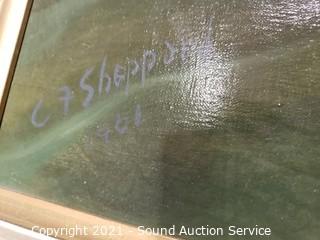 C F Sheppard
Copyright 2021 - Sound Auction Service